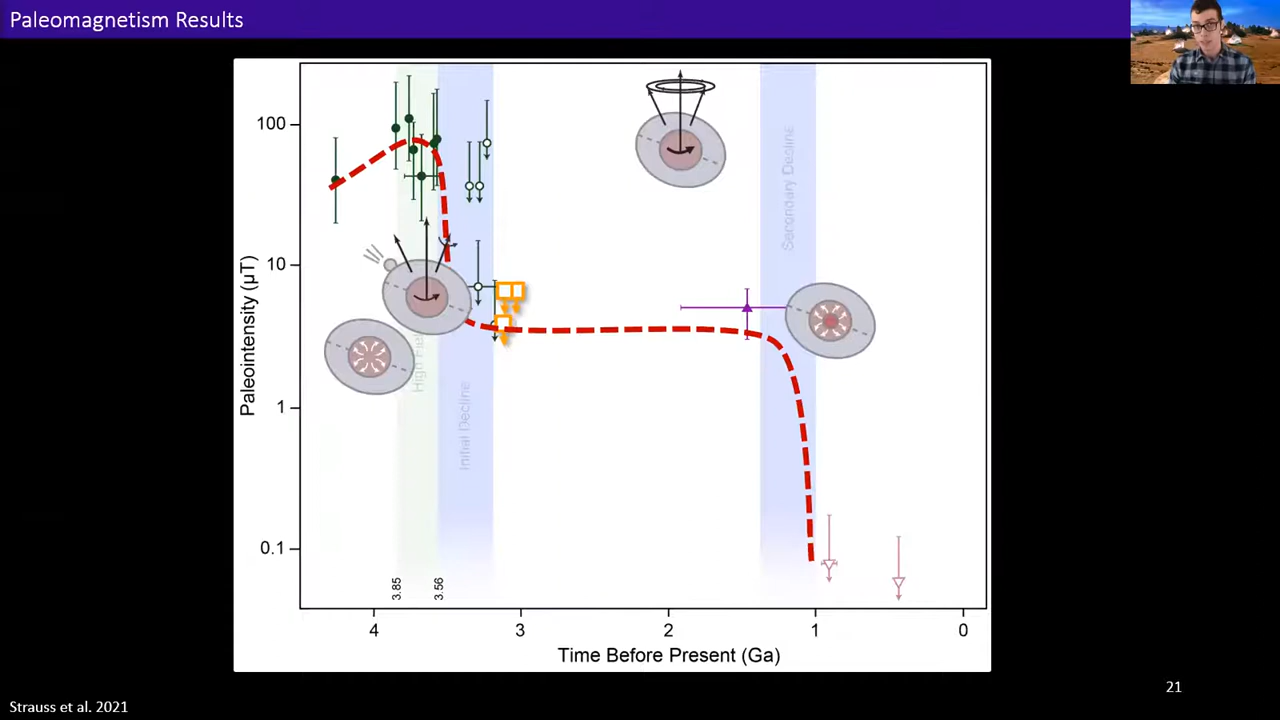 Paleomagnetism Results
100
10
1
0.1
Paleointensity (μT)
High Fie
Initial Decline
Secondary Decline
3.85
3.56
4
3
2
1
0
Time Before Present (Ga)
21
Strauss et al. 2021